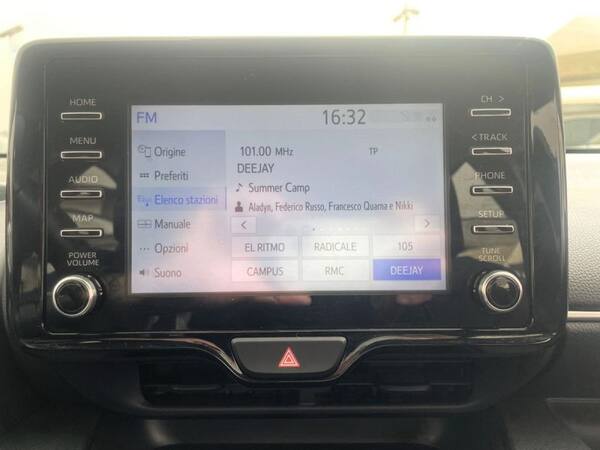 FM 16:32
HOME
MENU
AUDIO
MAP
POWER
VOLUME
Origine
Preferiti
Elenco stazioni
Manuale
Opzioni
Suono
101.00 MHz TP
DEEJAY
Summer Camp
Aladyn, Federico Russo, Francesco Quarna e Nikki
< >
EL RITMO RADICALE 105
CAMPUS RMC DEEJAY
CH >
< TRACK
PHONE
SETUP
TUNE
SCROLL